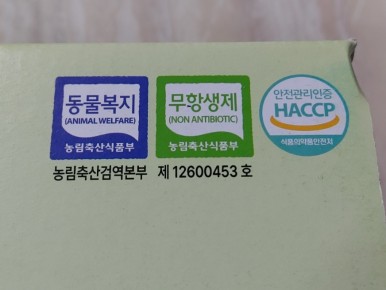 동물복지
(ANIMAL WELFARE)
농림축산식품부
무항생제
(NON ANTIBIOTIC)
농림축산식품부
안전관리인증
HACCP
식품의약품안전처
농림축산검역본부 제 12600453 호